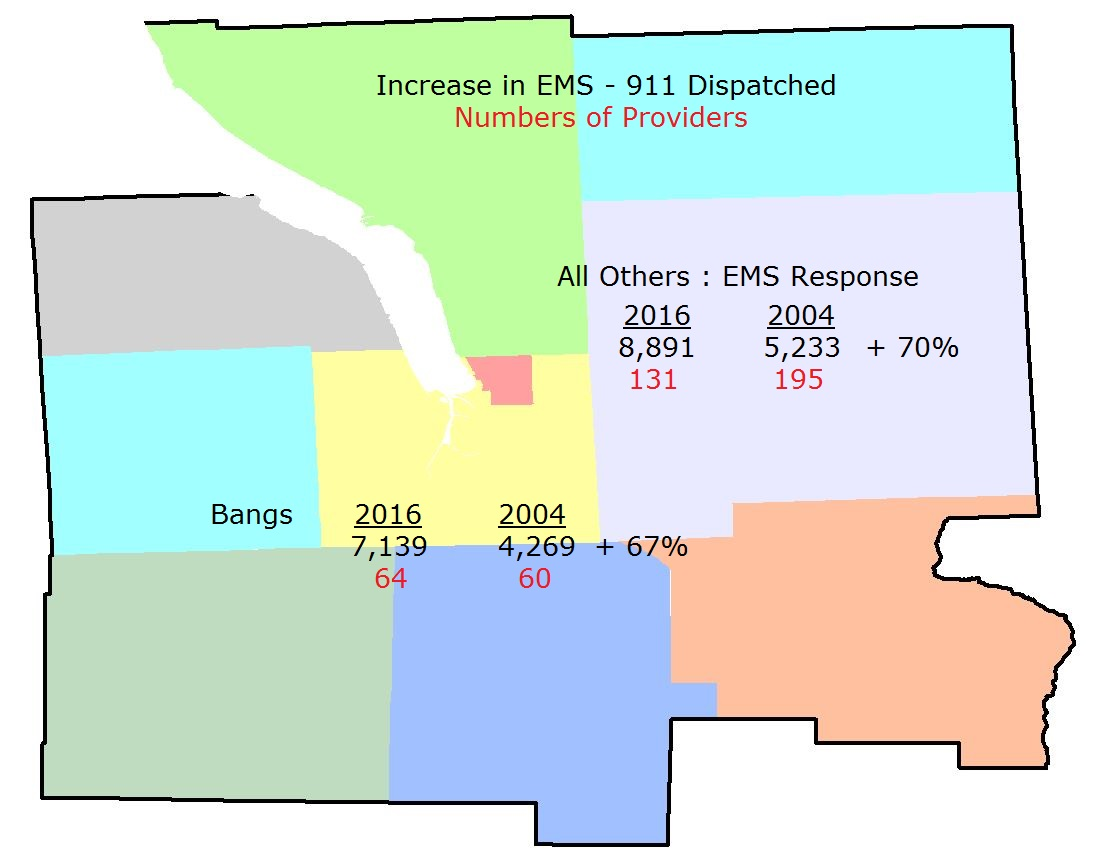 Increase in EMS - 911 Dispatched
Numbers of Providers
All Others : EMS Response
2016 2004
8,891 5,233 + 70%
131 195
Bangs 2016 2004
7,139 4,269 + 67%
64 60